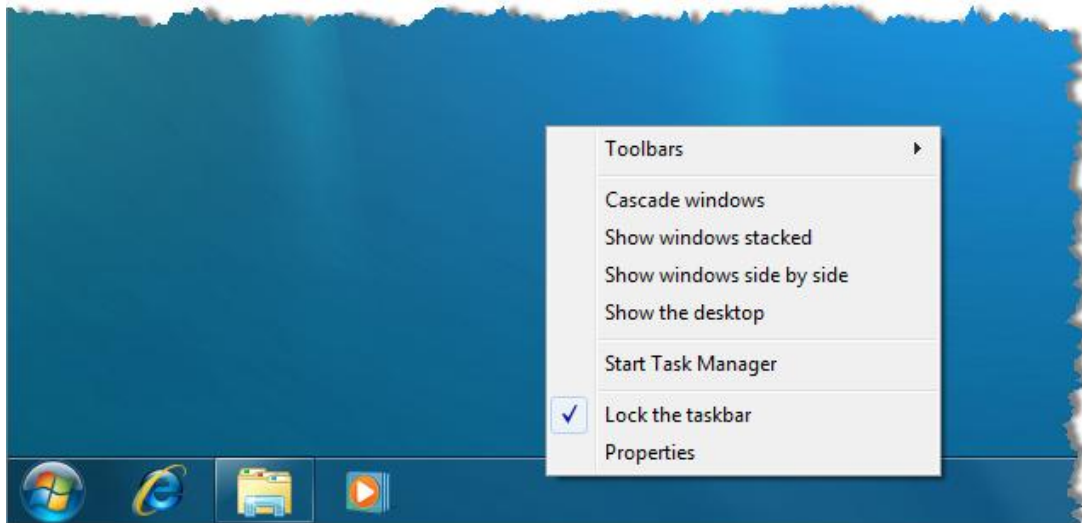 Toolbars
Cascade windows
Show windows stacked
Show windows side by side
Show the desktop
Start Task Manager
Lock the taskbar
Properties